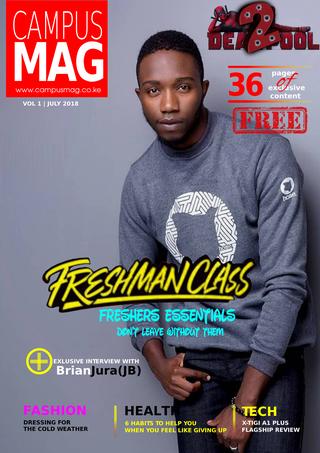 CAMPUS
MAG
www.campusmag.co.ke
VOL 1 | JULY 2018
DEADPOOL
2
36
pages
of
exclusive
content
FREE
FRESHMAN CLASS
FRESHERS ESSENTIALS
DON'T LEAVE WITHOUT THEM
EXLUSIVE INTERVIEW WITH
BrianJura(JB)
FASHION
DRESSING FOR
THE COLD WEATHER
HEALTH
6 HABITS TO HELP YOU
WHEN YOU FEEL LIKE GIVING UP
TECH
X-TIGI A1 PLUS
FLAGSHIP REVIEW